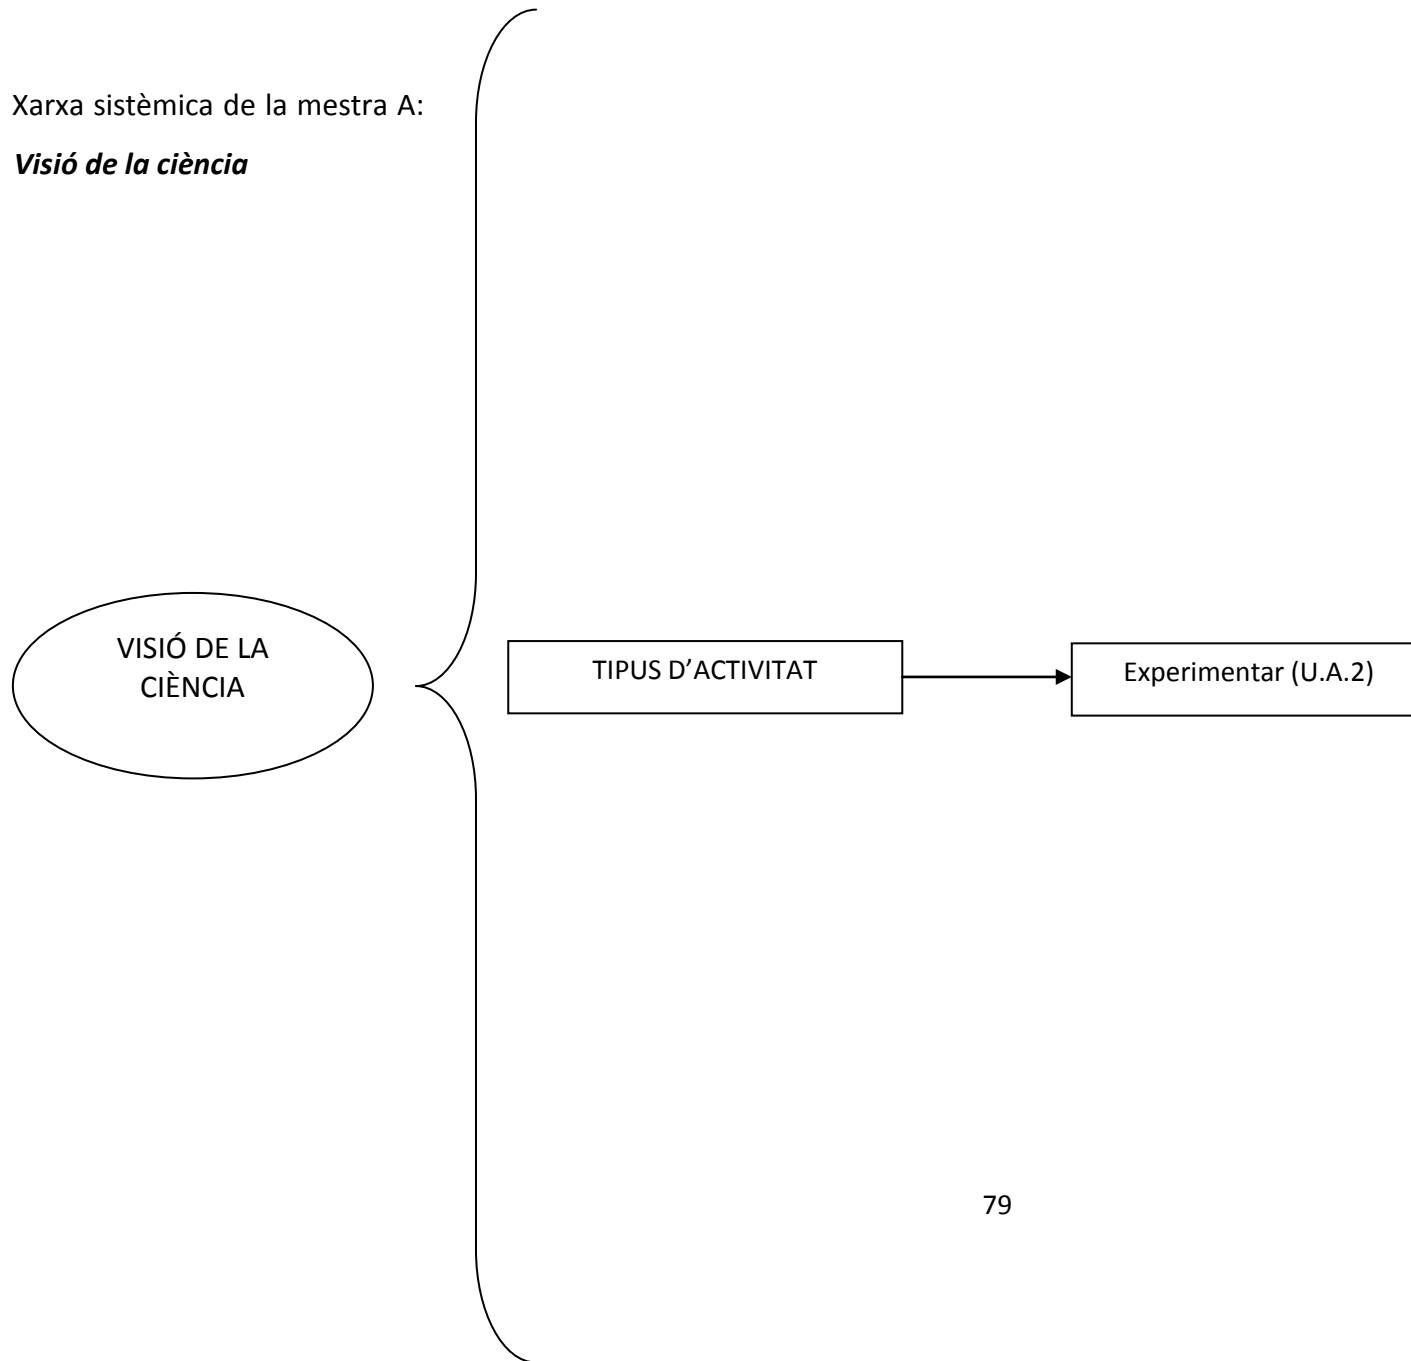 Xarxa sistèmica de la mestra A:
Visió de la ciència
VISIÓ DE LA
CIÈNCIA
TIPUS D’ACTIVITAT
Experimentar (U.A.2)
79